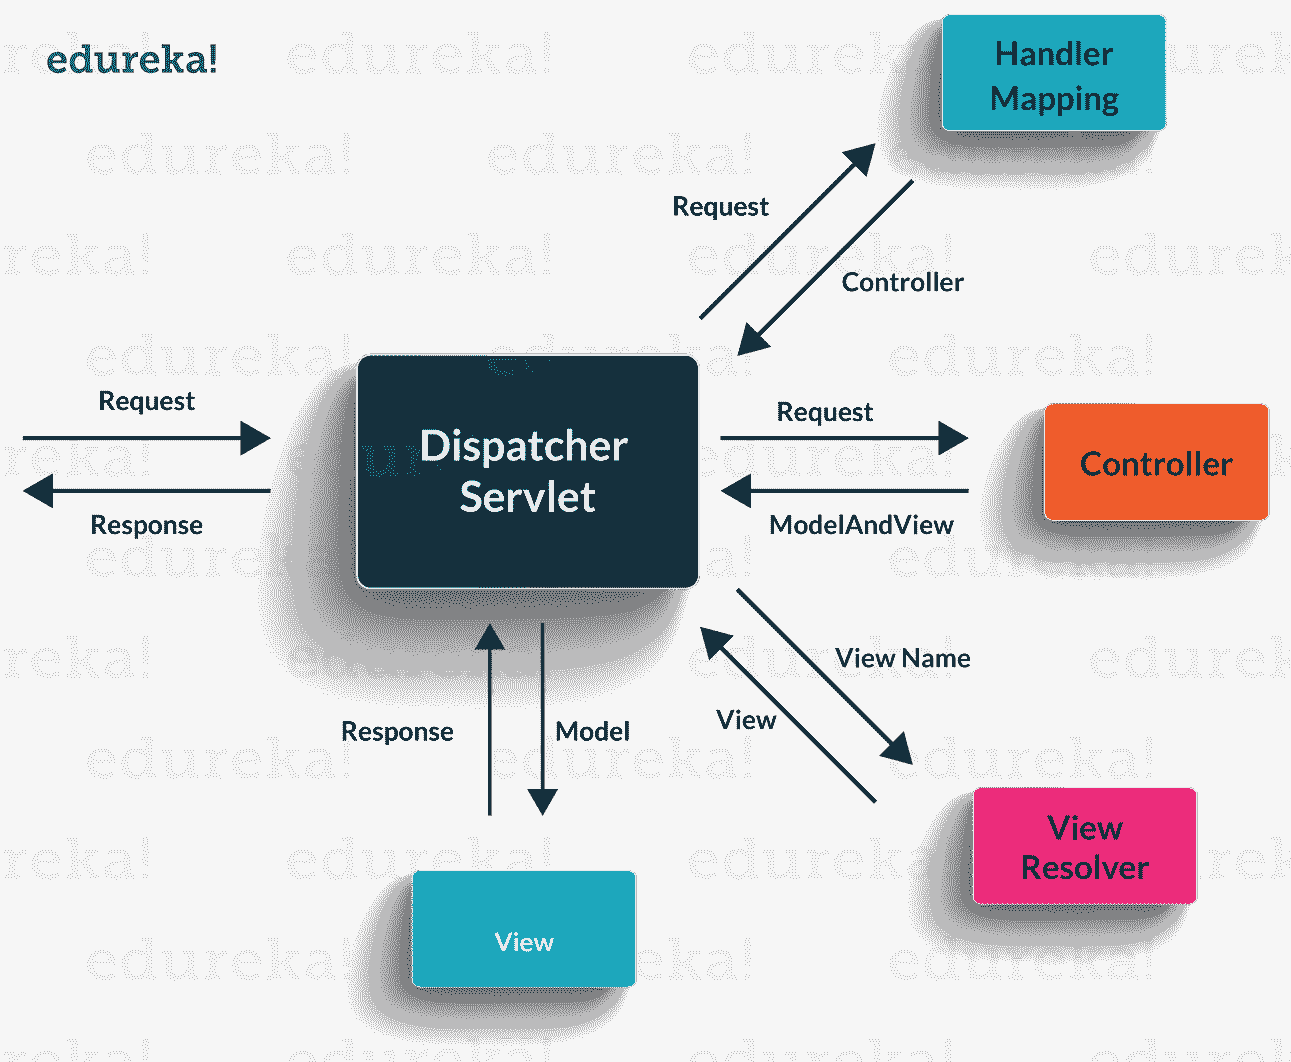 edureka!
Handler
Mapping
Request
Controller
Request
Response
Dispatcher
Servlet
Request
ModelAndView
Controller
View Name
View
Response
Model
View
Resolver
View